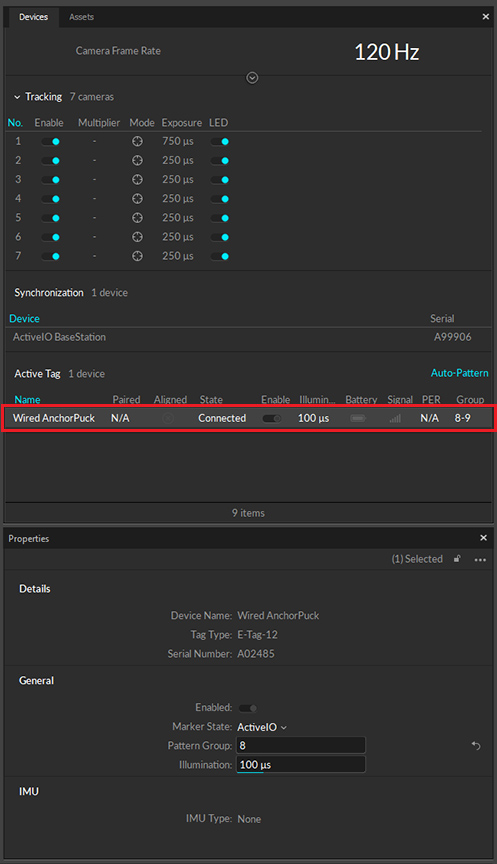 Devices Assets
Camera Frame Rate 120 Hz
Tracking 7 cameras
No. Enable Multiplier Mode Exposure LED
1 - 750 µs
2 - 250 µs
3 - 250 µs
4 - 250 µs
5 - 250 µs
6 - 250 µs
7 - 250 µs
Synchronization 1 device
Device Serial
ActiveIO BaseStation A99906
Active Tag 1 device Auto-Pattern
Name Paired Aligned State Enable Illumin... Battery Signal PER Group
Wired AnchorPuck N/A Connected 100 µs N/A 8-9
9 items
Properties
(1) Selected
Details
Device Name: Wired AnchorPuck
Tag Type: E-Tag-12
Serial Number: A02485
General
Enabled:
Marker State: ActiveIO
Pattern Group: 8
Illumination: 100 µs
IMU
IMU Type: None